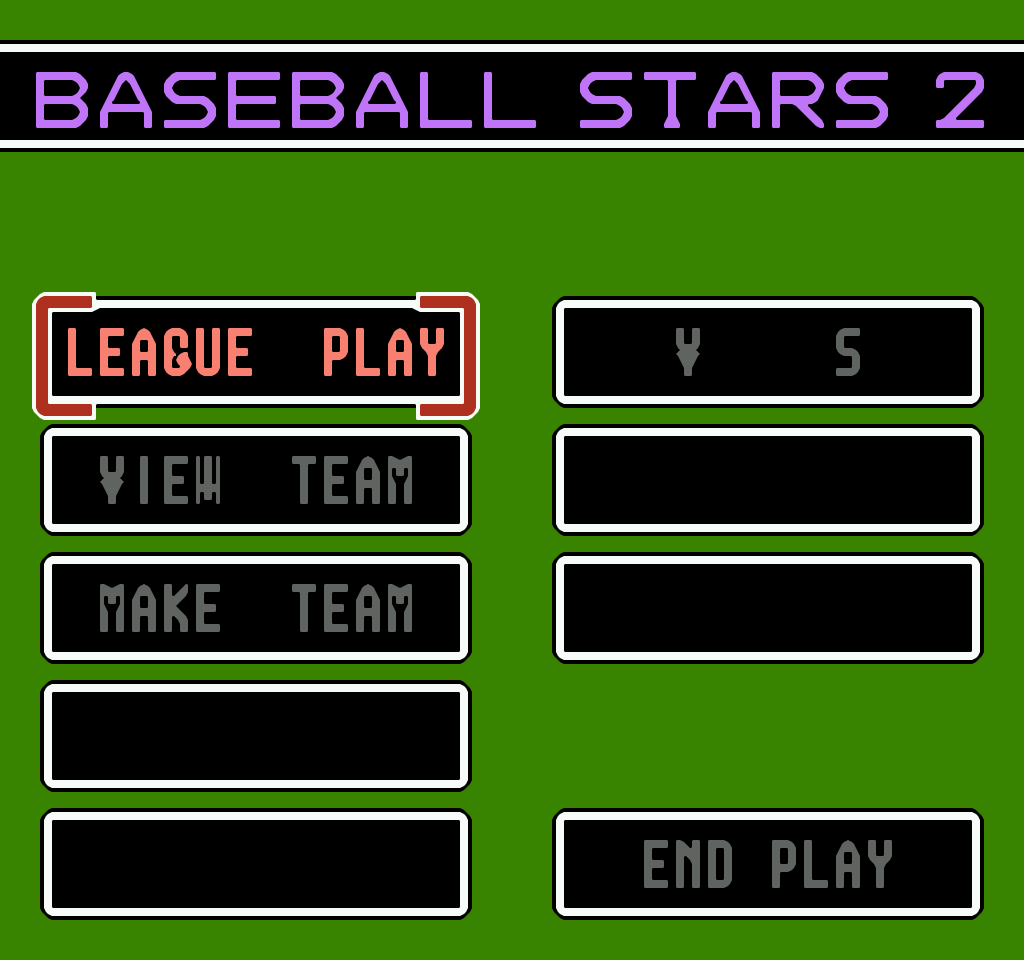 BASEBALL STARS 2
LEAGUE PLAY
V S
VIEW TEAM
MAKE TEAM
END PLAY